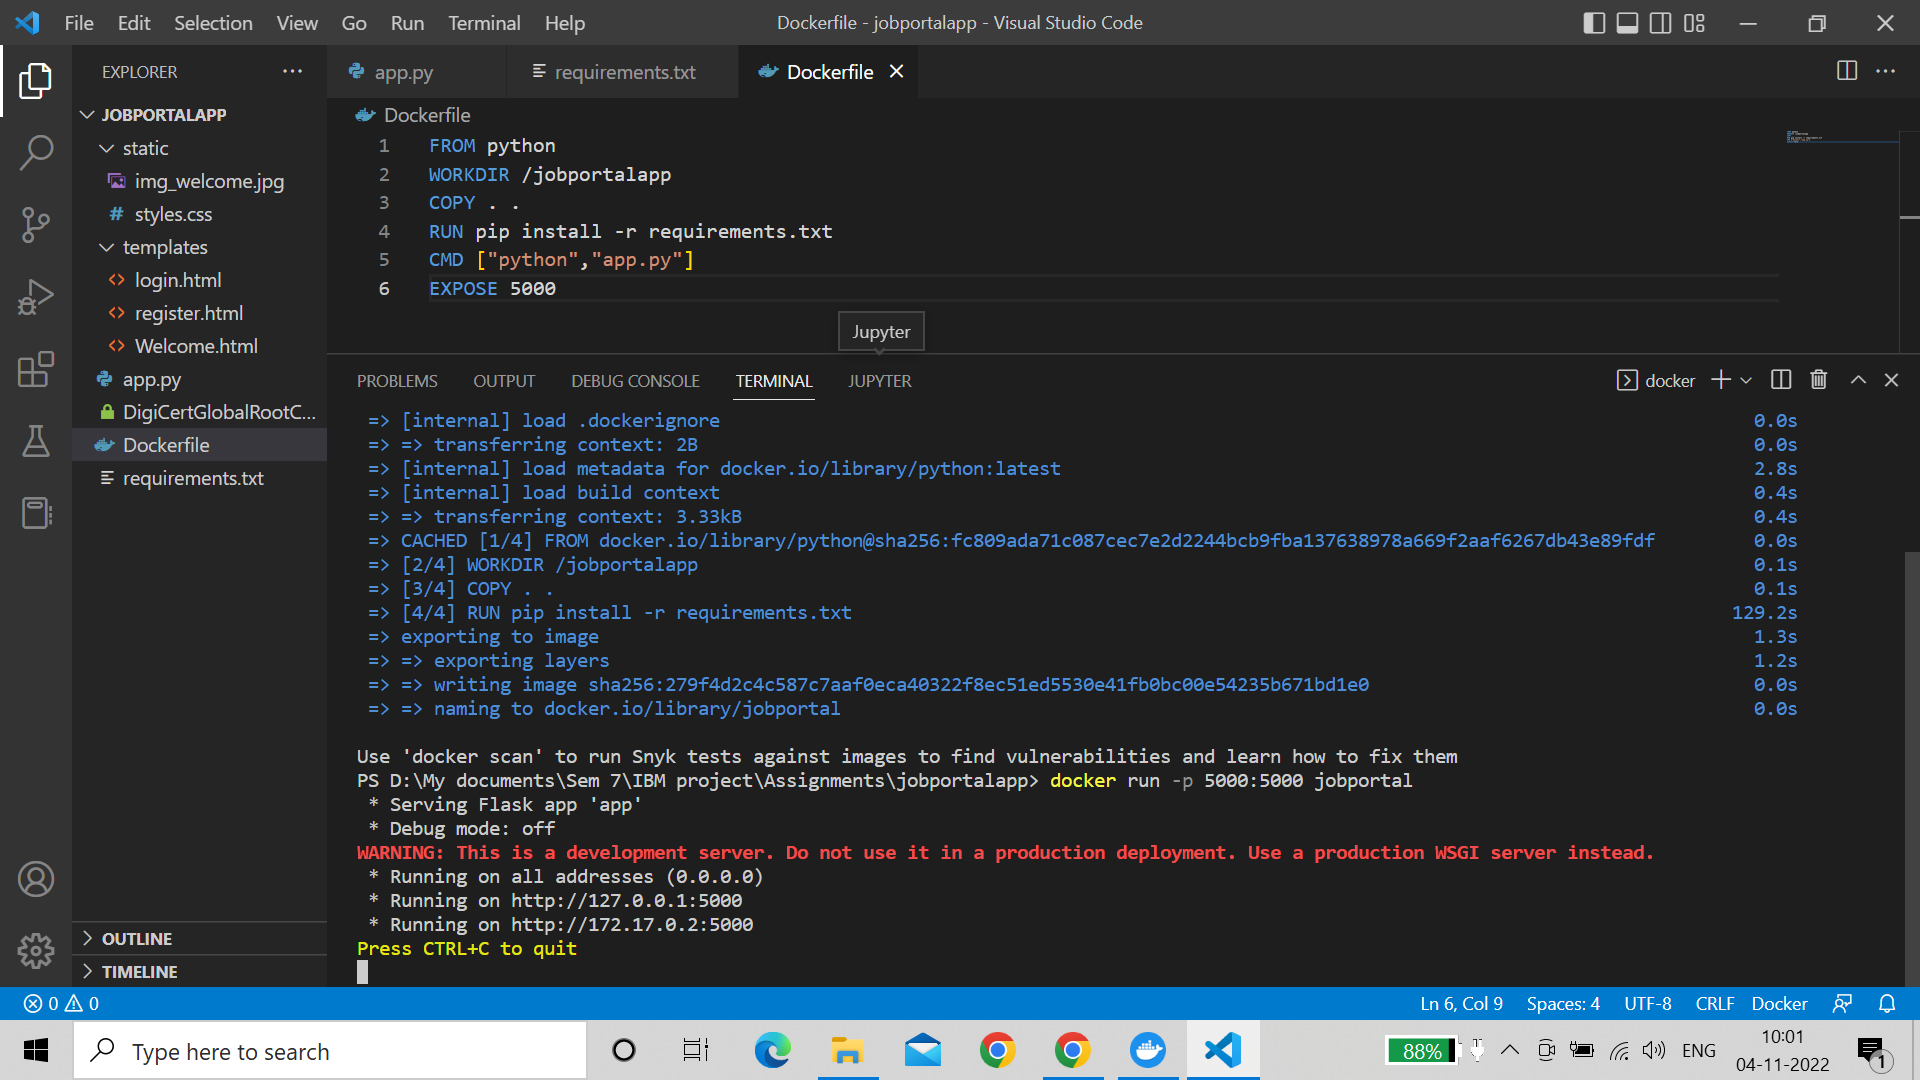 File Edit Selection View Go Run Terminal Help
Dockerfile - jobportalapp - Visual Studio Code
EXPLORER
JOBPORTALAPP
static
img_welcome.jpg
# styles.css
templates
<> login.html
<> register.html
<> Welcome.html
app.py
DigiCertGlobalRootC...
Dockerfile
requirements.txt
OUTLINE
TIMELINE
app.py
requirements.txt
Dockerfile
Dockerfile
1 FROM python
2 WORKDIR /jobportalapp
3 COPY . .
4 RUN pip install -r requirements.txt
5 CMD ["python","app.py"]
6 EXPOSE 5000
Jupyter
PROBLEMS OUTPUT DEBUG CONSOLE TERMINAL JUPYTER
docker
=> [internal] load .dockerignore 0.0s
=> => transferring context: 2B 0.0s
=> [internal] load metadata for docker.io/library/python:latest 2.8s
=> [internal] load build context 0.4s
=> => transferring context: 3.33kB 0.4s
=> CACHED [1/4] FROM docker.io/library/python@sha256:fc809ada71c087cec7e2d2244bcb9fba137638978a669f2aaf6267db43e89fdf 0.0s
=> [2/4] WORKDIR /jobportalapp 0.1s
=> [3/4] COPY . . 0.1s
=> [4/4] RUN pip install -r requirements.txt 129.2s
=> exporting to image 1.3s
=> => exporting layers 1.2s
=> => writing image sha256:279f4d2c4c587c7aaf0eca40322f8ec51ed5530e41fb0bc00e54235b671bd1e0 0.0s
=> => naming to docker.io/library/jobportal 0.0s
Use 'docker scan' to run Snyk tests against images to find vulnerabilities and learn how to fix them
PS D:\My documents\Sem 7\IBM project\Assignments\jobportalapp> docker run -p 5000:5000 jobportal
* Serving Flask app 'app'
* Debug mode: off
WARNING: This is a development server. Do not use it in a production deployment. Use a production WSGI server instead.
* Running on all addresses (0.0.0.0)
* Running on http://127.0.0.1:5000
* Running on http://172.17.0.2:5000
Press CTRL+C to quit
0 0
Ln 6, Col 9 Spaces: 4 UTF-8 CRLF Docker
Type here to search
88%
ENG
10:01
04-11-2022
1